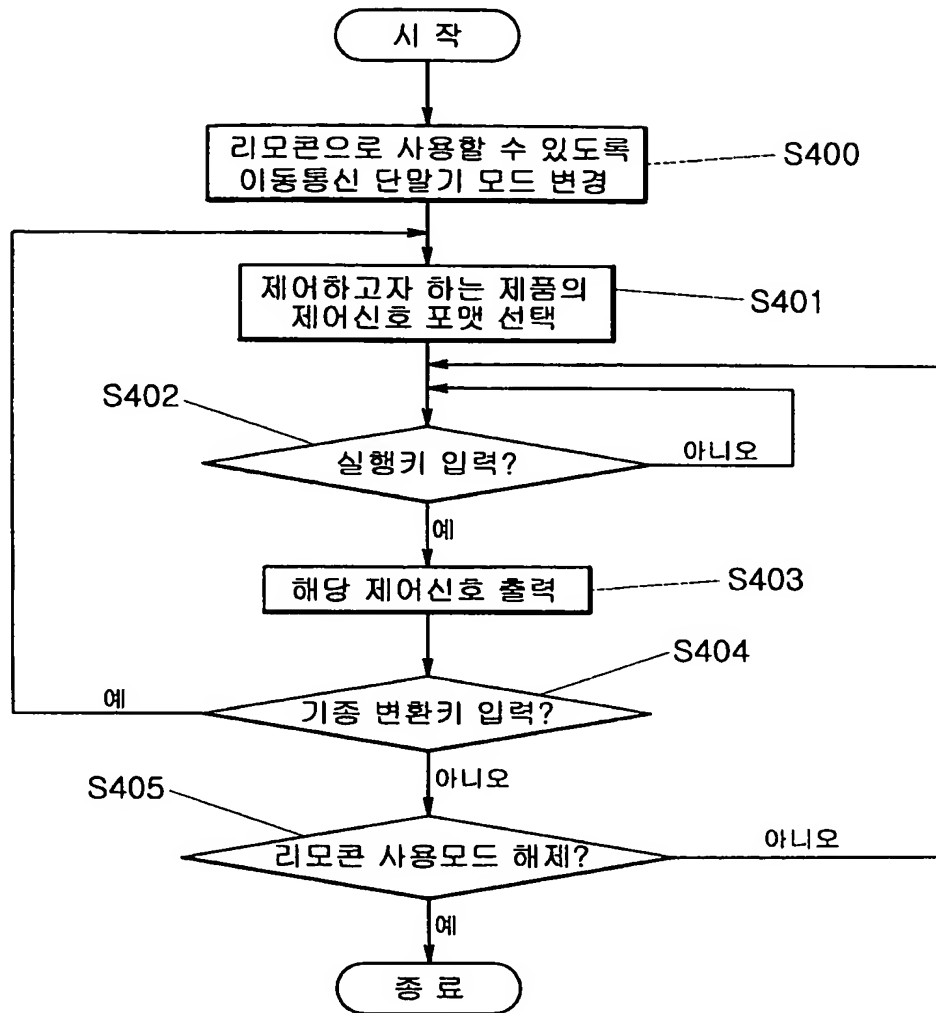 시 작
리모콘으로 사용할 수 있도록
이동통신 단말기 모드 변경
S400
제어하고자 하는 제품의
제어신호 포맷 선택
S401
S402
실행키 입력?
아니오
예
해당 제어신호 출력
S403
S404
예
기종 변환키 입력?
아니오
S405
리모콘 사용모드 해제?
아니오
예
종 료